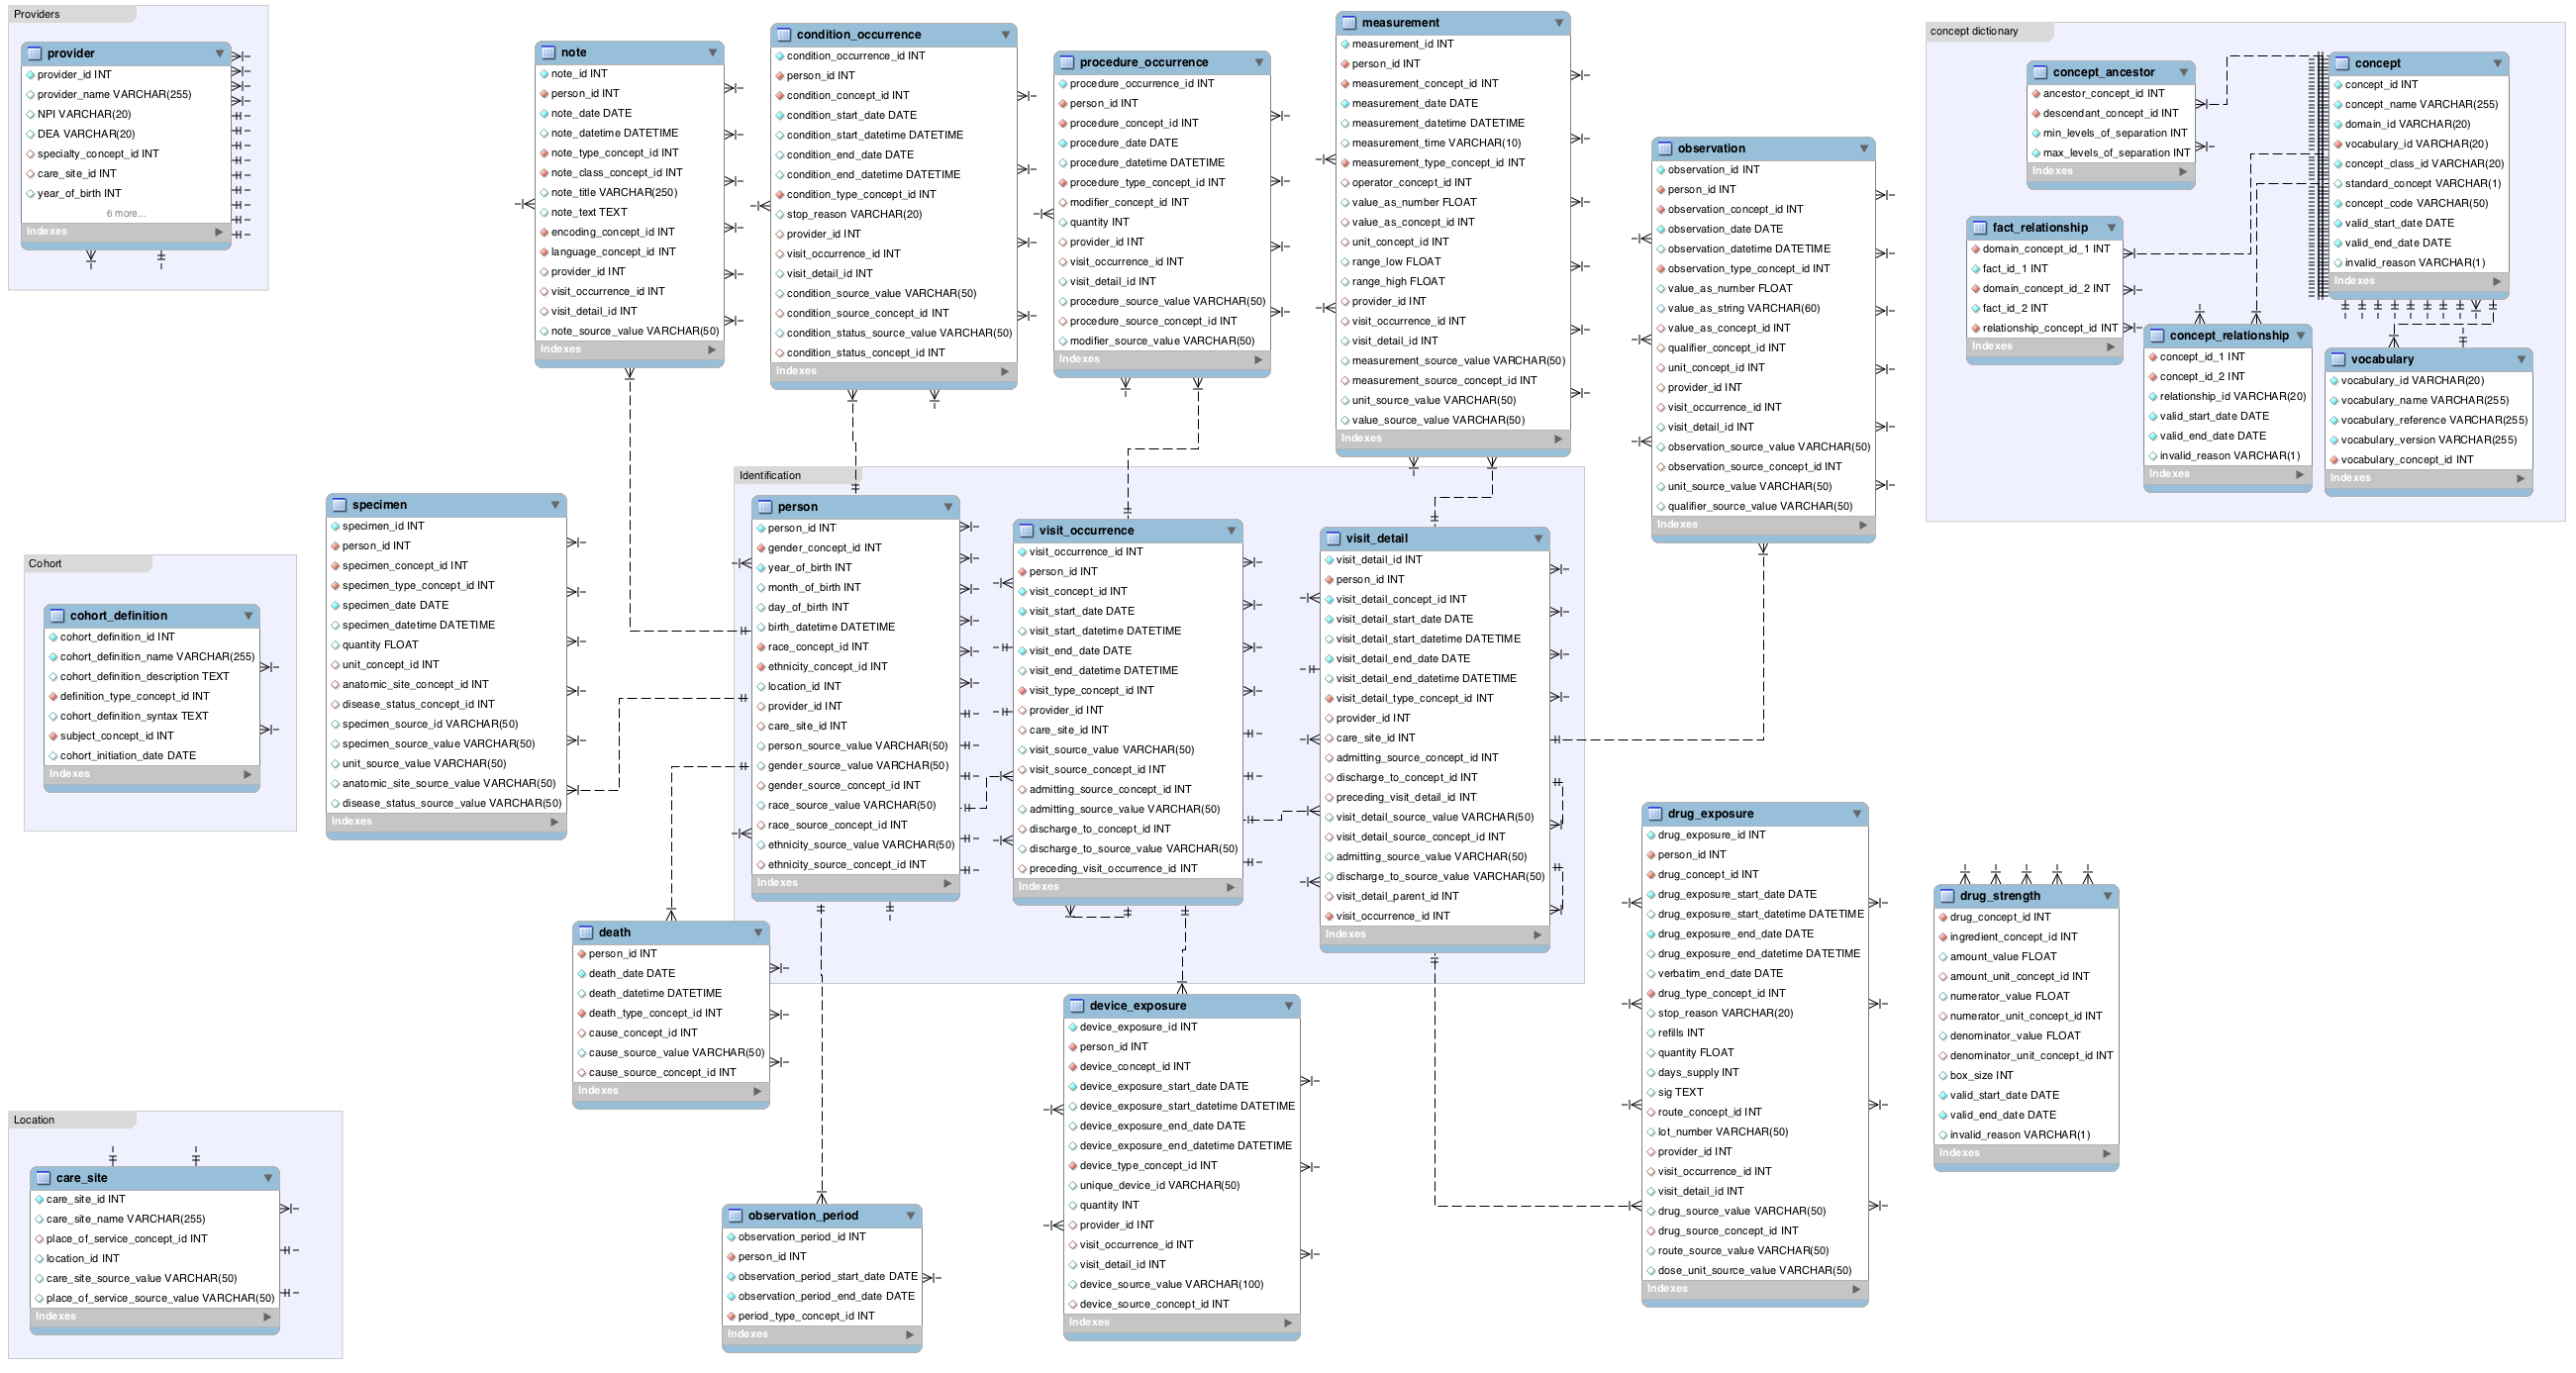 Providers
provider
provider_id INT
provider_name VARCHAR(255)
NPI VARCHAR(20)
DEA VARCHAR(20)
specialty_concept_id INT
care_site_id INT
year_of_birth INT
6 more...
Indexes
note
note_id INT
person_id INT
note_date DATE
note_datetime DATETIME
note_type_concept_id INT
note_class_concept_id INT
note_title VARCHAR(250)
note_text TEXT
encoding_concept_id INT
language_concept_id INT
provider_id INT
visit_occurrence_id INT
visit_detail_id INT
note_source_value VARCHAR(50)
Indexes
condition_occurrence
condition_occurrence_id INT
person_id INT
condition_concept_id INT
condition_start_date DATE
condition_start_datetime DATETIME
condition_end_date DATE
condition_end_datetime DATETIME
condition_type_concept_id INT
stop_reason VARCHAR(20)
provider_id INT
visit_occurrence_id INT
visit_detail_id INT
condition_source_value VARCHAR(50)
condition_source_concept_id INT
condition_status_source_value VARCHAR(50)
condition_status_concept_id INT
Indexes
procedure_occurrence
procedure_occurrence_id INT
person_id INT
procedure_concept_id INT
procedure_date DATE
procedure_datetime DATETIME
procedure_type_concept_id INT
modifier_concept_id INT
quantity INT
provider_id INT
visit_occurrence_id INT
visit_detail_id INT
procedure_source_value VARCHAR(50)
procedure_source_concept_id INT
modifier_source_value VARCHAR(50)
Indexes
measurement
measurement_id INT
person_id INT
measurement_concept_id INT
measurement_date DATE
measurement_datetime DATETIME
measurement_time VARCHAR(10)
measurement_type_concept_id INT
operator_concept_id INT
value_as_number FLOAT
value_as_concept_id INT
unit_concept_id INT
range_low FLOAT
range_high FLOAT
provider_id INT
visit_occurrence_id INT
visit_detail_id INT
measurement_source_value VARCHAR(50)
measurement_source_concept_id INT
unit_source_value VARCHAR(50)
value_source_value VARCHAR(50)
Indexes
observation
observation_id INT
person_id INT
observation_concept_id INT
observation_date DATE
observation_datetime DATETIME
observation_type_concept_id INT
value_as_number FLOAT
value_as_string VARCHAR(60)
value_as_concept_id INT
qualifier_concept_id INT
unit_concept_id INT
provider_id INT
visit_occurrence_id INT
visit_detail_id INT
observation_source_value VARCHAR(50)
observation_source_concept_id INT
unit_source_value VARCHAR(50)
qualifier_source_value VARCHAR(50)
Indexes
concept dictionary
concept_ancestor
ancestor_concept_id INT
descendant_concept_id INT
min_levels_of_separation INT
max_levels_of_separation INT
Indexes
concept
concept_id INT
concept_name VARCHAR(255)
domain_id VARCHAR(20)
vocabulary_id VARCHAR(20)
concept_class_id VARCHAR(20)
standard_concept VARCHAR(1)
concept_code VARCHAR(50)
valid_start_date DATE
valid_end_date DATE
invalid_reason VARCHAR(1)
Indexes
fact_relationship
domain_concept_id_1 INT
fact_id_1 INT
domain_concept_id_2 INT
fact_id_2 INT
relationship_concept_id INT
Indexes
concept_relationship
concept_id_1 INT
concept_id_2 INT
relationship_id VARCHAR(20)
valid_start_date DATE
valid_end_date DATE
invalid_reason VARCHAR(1)
Indexes
vocabulary
vocabulary_id VARCHAR(20)
vocabulary_name VARCHAR(255)
vocabulary_reference VARCHAR(255)
vocabulary_version VARCHAR(255)
vocabulary_concept_id INT
Indexes
Cohort
cohort_definition
cohort_definition_id INT
cohort_definition_name VARCHAR(255)
cohort_definition_description TEXT
definition_type_concept_id INT
cohort_definition_syntax TEXT
subject_concept_id INT
cohort_initiation_date DATE
Indexes
specimen
specimen_id INT
person_id INT
specimen_concept_id INT
specimen_type_concept_id INT
specimen_date DATE
specimen_datetime DATETIME
quantity FLOAT
unit_concept_id INT
anatomic_site_concept_id INT
disease_status_concept_id INT
specimen_source_id VARCHAR(50)
specimen_source_value VARCHAR(50)
unit_source_value VARCHAR(50)
anatomic_site_source_value VARCHAR(50)
disease_status_source_value VARCHAR(50)
Indexes
Identification
person
person_id INT
gender_concept_id INT
year_of_birth INT
month_of_birth INT
day_of_birth INT
birth_datetime DATETIME
race_concept_id INT
ethnicity_concept_id INT
location_id INT
provider_id INT
care_site_id INT
person_source_value VARCHAR(50)
gender_source_value VARCHAR(50)
gender_source_concept_id INT
race_source_value VARCHAR(50)
race_source_concept_id INT
ethnicity_source_value VARCHAR(50)
ethnicity_source_concept_id INT
Indexes
visit_occurrence
visit_occurrence_id INT
person_id INT
visit_concept_id INT
visit_start_date DATE
visit_start_datetime DATETIME
visit_end_date DATE
visit_end_datetime DATETIME
visit_type_concept_id INT
provider_id INT
care_site_id INT
visit_source_value VARCHAR(50)
visit_source_concept_id INT
admitting_source_concept_id INT
admitting_source_value VARCHAR(50)
discharge_to_concept_id INT
discharge_to_source_value VARCHAR(50)
preceding_visit_occurrence_id INT
Indexes
visit_detail
visit_detail_id INT
person_id INT
visit_detail_concept_id INT
visit_detail_start_date DATE
visit_detail_start_datetime DATETIME
visit_detail_end_date DATE
visit_detail_end_datetime DATETIME
visit_detail_type_concept_id INT
provider_id INT
care_site_id INT
admitting_source_concept_id INT
discharge_to_concept_id INT
preceding_visit_detail_id INT
visit_detail_source_value VARCHAR(50)
visit_detail_source_concept_id INT
admitting_source_value VARCHAR(50)
discharge_to_source_value VARCHAR(50)
visit_detail_parent_id INT
visit_occurrence_id INT
Indexes
death
person_id INT
death_date DATE
death_datetime DATETIME
death_type_concept_id INT
cause_concept_id INT
cause_source_value VARCHAR(50)
cause_source_concept_id INT
Indexes
drug_exposure
drug_exposure_id INT
person_id INT
drug_concept_id INT
drug_exposure_start_date DATE
drug_exposure_start_datetime DATETIME
drug_exposure_end_date DATE
drug_exposure_end_datetime DATETIME
verbatim_end_date DATE
drug_type_concept_id INT
stop_reason VARCHAR(20)
refills INT
quantity FLOAT
days_supply INT
sig TEXT
route_concept_id INT
lot_number VARCHAR(50)
provider_id INT
visit_occurrence_id INT
visit_detail_id INT
drug_source_value VARCHAR(50)
drug_source_concept_id INT
route_source_value VARCHAR(50)
dose_unit_source_value VARCHAR(50)
Indexes
drug_strength
drug_concept_id INT
ingredient_concept_id INT
amount_value FLOAT
amount_unit_concept_id INT
numerator_value FLOAT
numerator_unit_concept_id INT
denominator_value FLOAT
denominator_unit_concept_id INT
box_size INT
valid_start_date DATE
valid_end_date DATE
invalid_reason VARCHAR(1)
Indexes
device_exposure
device_exposure_id INT
person_id INT
device_concept_id INT
device_exposure_start_date DATE
device_exposure_start_datetime DATETIME
device_exposure_end_date DATE
device_exposure_end_datetime DATETIME
device_type_concept_id INT
unique_device_id VARCHAR(50)
quantity INT
provider_id INT
visit_occurrence_id INT
visit_detail_id INT
device_source_value VARCHAR(100)
device_source_concept_id INT
Indexes
Location
care_site
care_site_id INT
care_site_name VARCHAR(255)
place_of_service_concept_id INT
location_id INT
care_site_source_value VARCHAR(50)
place_of_service_source_value VARCHAR(50)
Indexes
observation_period
observation_period_id INT
person_id INT
observation_period_start_date DATE
observation_period_end_date DATE
period_type_concept_id INT
Indexes